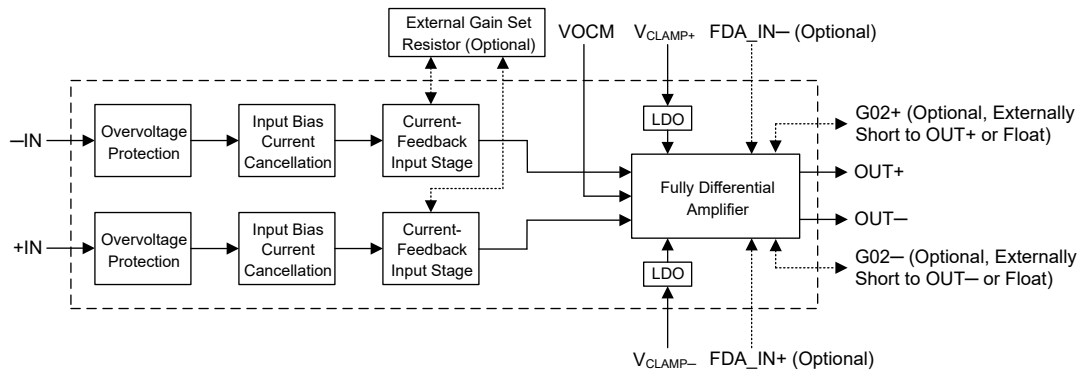 External Gain Set
Resistor (Optional)
VOCM
VCLAMP+
FDA_IN— (Optional)
—IN
Overvoltage
Protection
Input Bias
Current
Cancellation
Current-
Feedback
Input Stage
LDO
G02+ (Optional, Externally
Short to OUT+ or Float)
Fully Differential
Amplifier
OUT+
OUT—
+IN
Overvoltage
Protection
Input Bias
Current
Cancellation
Current-
Feedback
Input Stage
LDO
G02— (Optional, Externally
Short to OUT— or Float)
VCLAMP—
FDA_IN+ (Optional)